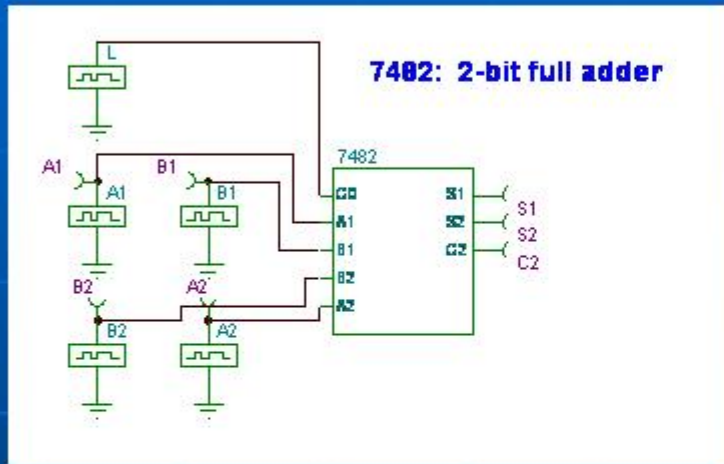 L
7482: 2-bit full adder
7482
A1
B1
A1
B1
C0
A1
B1
B2
A2
S1
S2
C2
S1
S2
C2
B2
A2
B2
A2